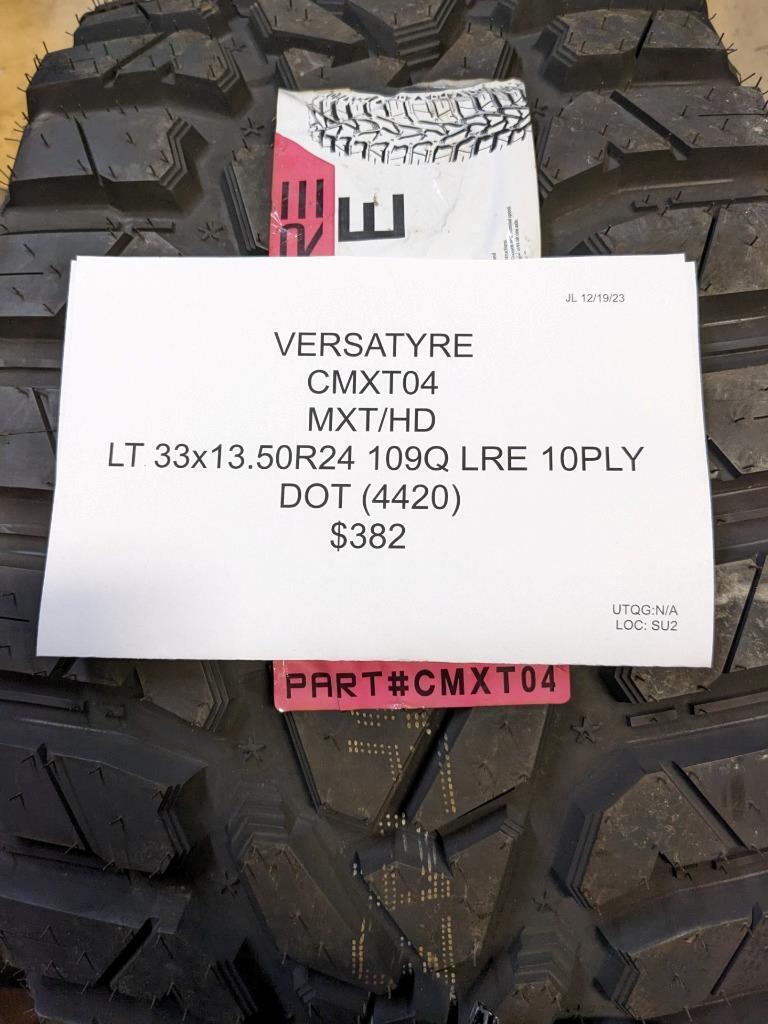 RE
E
JL 12/19/23
VERSATYRE
CMXT04
MXT/HD
LT 33x13.50R24 109Q LRE 10PLY
DOT (4420)
$382
UTQG:N/A
LOC: SU2
PART#CMXT04